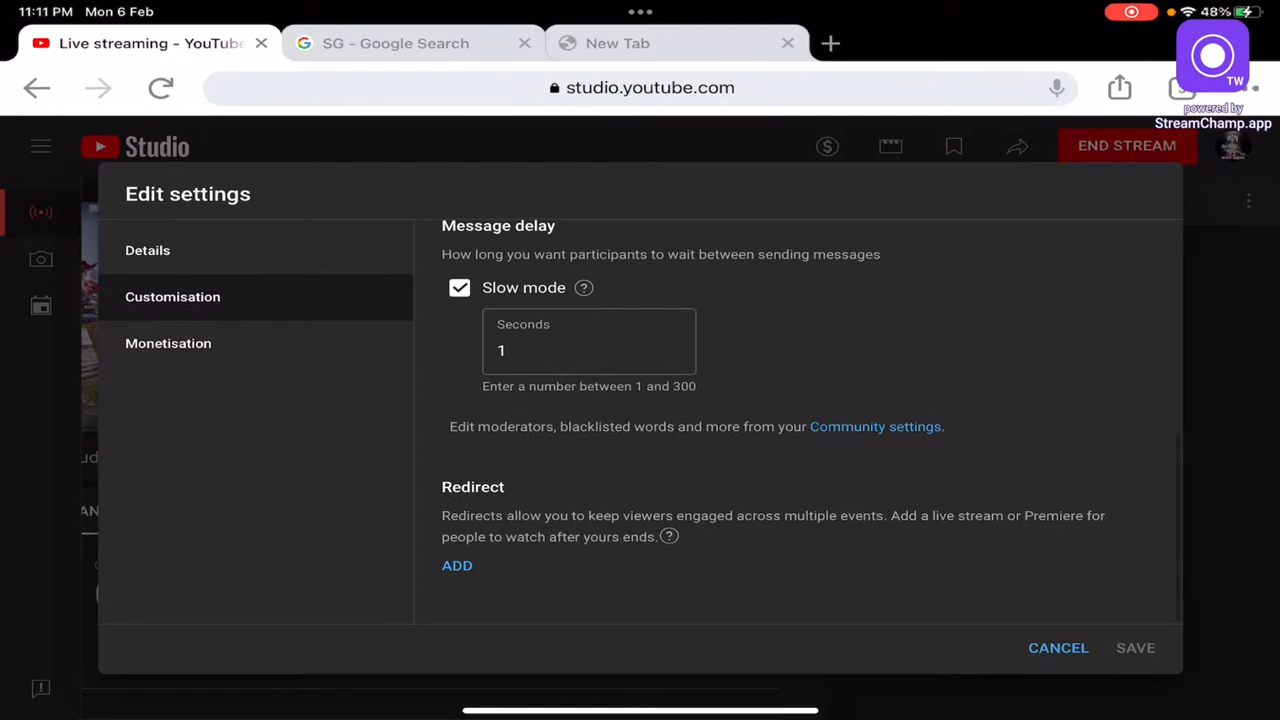 11:11 PM Mon 6 Feb
48%
Live streaming - YouTube
SG - Google Search
New Tab
TW
powered by
StreamChamp.app
studio.youtube.com
Studio
END STREAM
Edit settings
Details
Customisation
Monetisation
Message delay
How long you want participants to wait between sending messages
Slow mode ?
Seconds
1
Enter a number between 1 and 300
Edit moderators, blacklisted words and more from your Community settings.
Redirect
Redirects allow you to keep viewers engaged across multiple events. Add a live stream or Premiere for
people to watch after yours ends. ?
ADD
CANCEL
SAVE